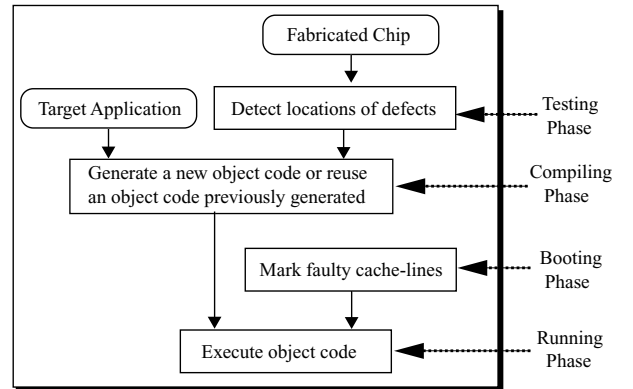 Fabricated Chip
Target Application
Detect locations of defects
Testing
Phase
Generate a new object code or reuse
an object code previously generated
Compiling
Phase
Mark faulty cache-lines
Booting
Phase
Execute object code
Running
Phase